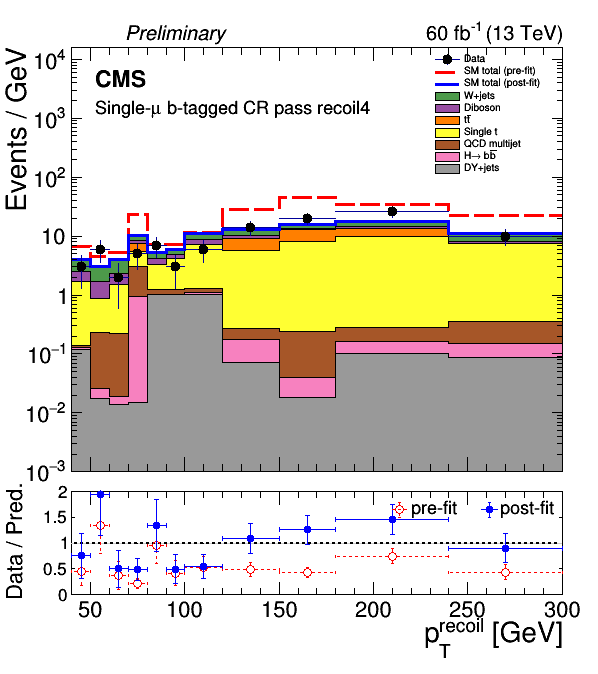 Preliminary 60 fb⁻¹ (13 TeV)
CMS
Single-μ b-tagged CR pass recoil4
Data
SM total (pre-fit)
SM total (post-fit)
W+jets
Diboson
tt̅
Single t
QCD multijet
H→ bb̅
DY+jets
Events / GeV
10⁴
10³
10²
10
1
10⁻¹
10⁻²
10⁻³
Data / Pred.
2
1.5
1
0.5
0
pre-fit post-fit
50 100 150 200 250 300
p_T^recoil [GeV]